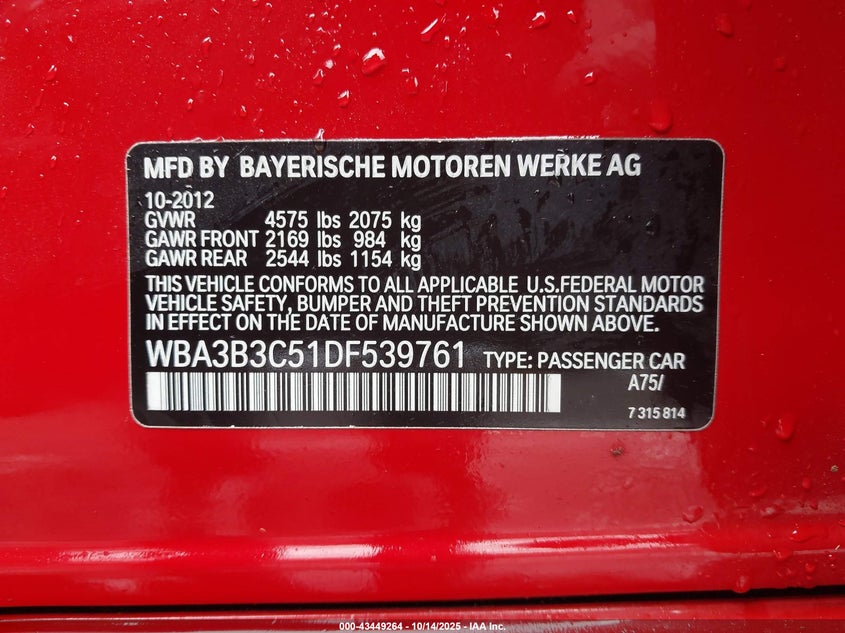 MFD BY BAYERISCHE MOTOREN WERKE AG
10-2012
GVWR 4575 lbs 2075 kg
GAWR FRONT 2169 lbs 984 kg
GAWR REAR 2544 lbs 1154 kg
THIS VEHICLE CONFORMS TO ALL APPLICABLE U.S.FEDERAL MOTOR
VEHICLE SAFETY, BUMPER AND THEFT PREVENTION STANDARDS
IN EFFECT ON THE DATE OF MANUFACTURE SHOWN ABOVE.
WBA3B3C51DF539761 TYPE: PASSENGER CAR
A75/
7 315 814
000-43449264 - 10/14/2025 - IAA Inc.